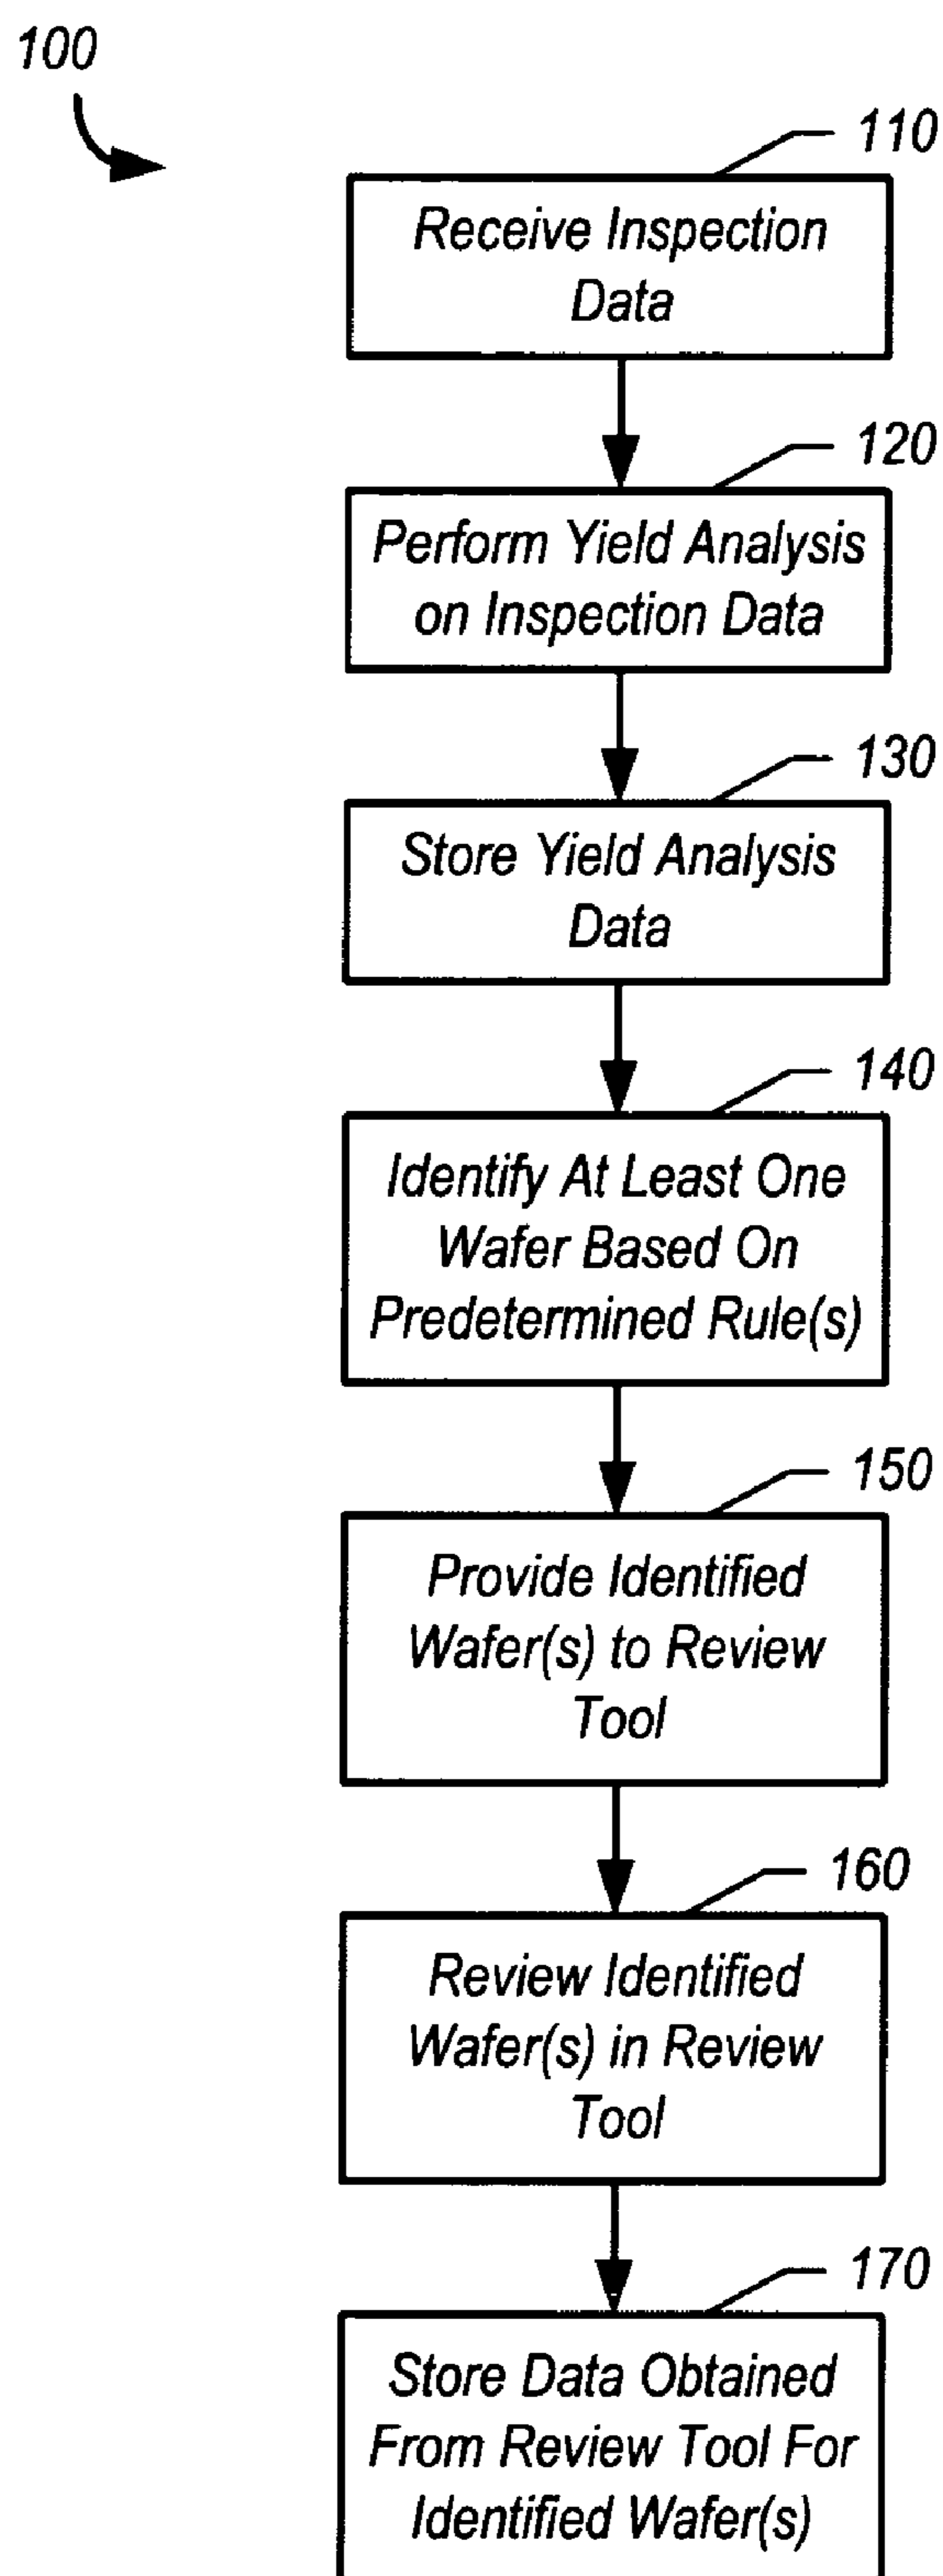 100
110
Receive Inspection
Data
120
Perform Yield Analysis
on Inspection Data
130
Store Yield Analysis
Data
140
Identify At Least One
Wafer Based On
Predetermined Rule(s)
150
Provide Identified
Wafer(s) to Review
Tool
160
Review Identified
Wafer(s) in Review
Tool
170
Store Data Obtained
From Review Tool For
Identified Wafer(s)